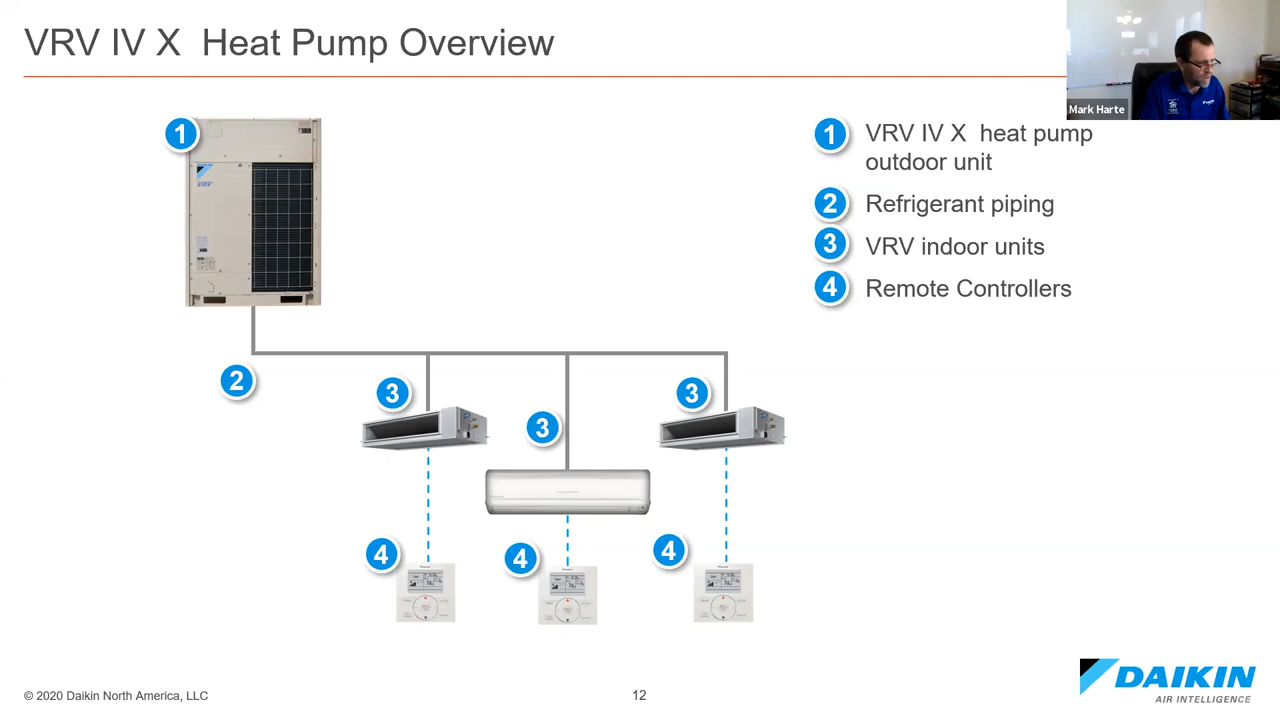 VRV IV X Heat Pump Overview
Mark Harte
1
DAIKIN
VRV
1 VRV IV X heat pump
outdoor unit
2 Refrigerant piping
3 VRV indoor units
4 Remote Controllers
2
3
3
3
4
4
4
© 2020 Daikin North America, LLC
12
DAIKIN
AIR INTELLIGENCE